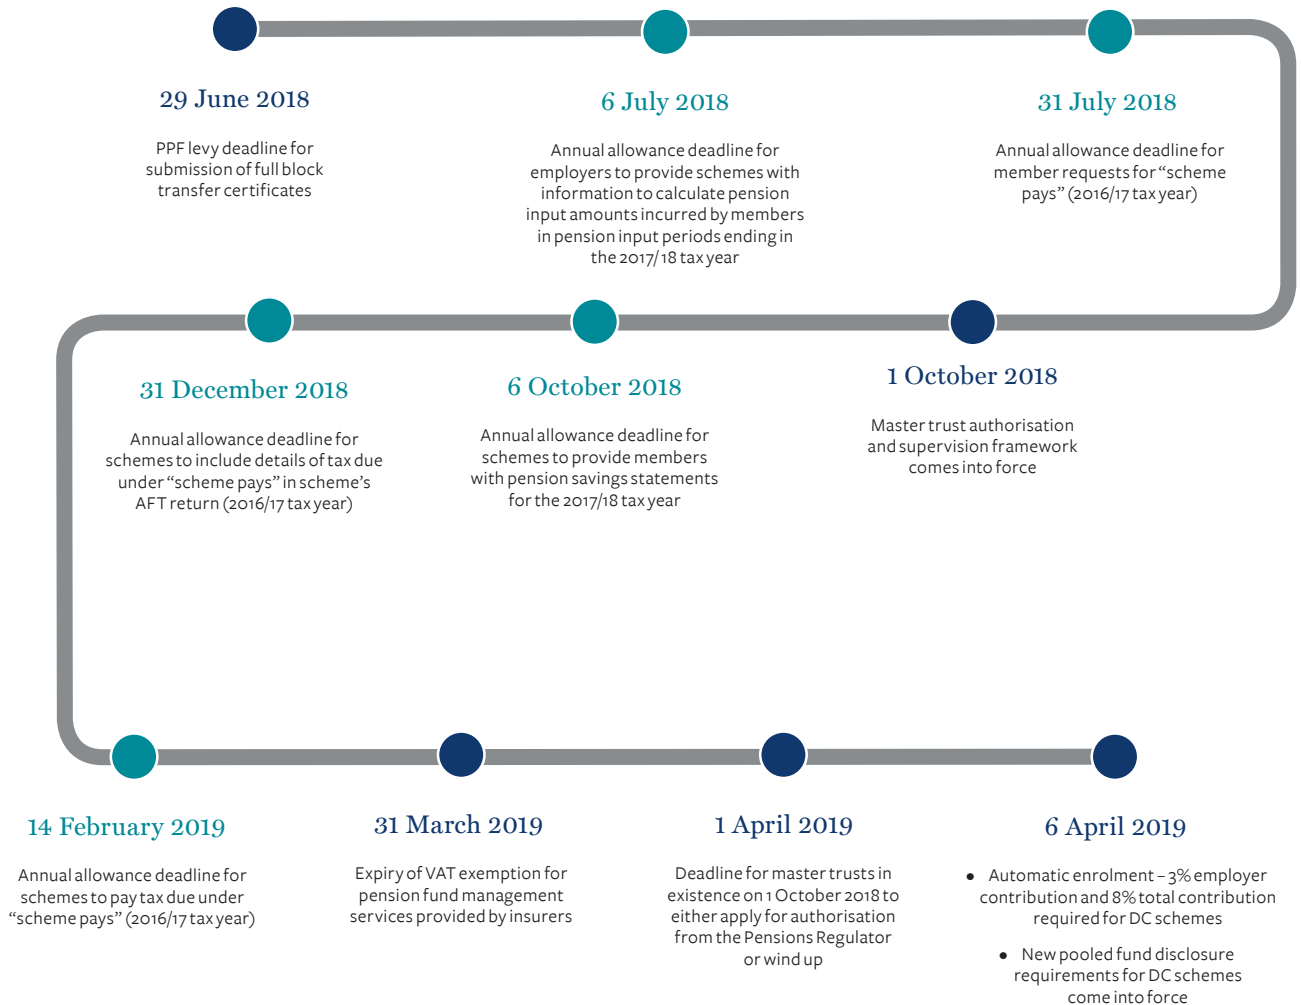 29 June 2018
PPF levy deadline for
submission of full block
transfer certificates
6 July 2018
Annual allowance deadline for
employers to provide schemes with
information to calculate pension
input amounts incurred by members
in pension input periods ending in
the 2017/18 tax year
31 July 2018
Annual allowance deadline for
member requests for “scheme
pays” (2016/17 tax year)
1 October 2018
Master trust authorisation
and supervision framework
comes into force
6 October 2018
Annual allowance deadline for
schemes to provide members
with pension savings statements
for the 2017/18 tax year
31 December 2018
Annual allowance deadline for
schemes to include details of tax due
under “scheme pays” in scheme’s
AFT return (2016/17 tax year)
14 February 2019
Annual allowance deadline for
schemes to pay tax due under
“scheme pays” (2016/17 tax year)
31 March 2019
Expiry of VAT exemption for
pension fund management
services provided by insurers
1 April 2019
Deadline for master trusts in
existence on 1 October 2018 to
either apply for authorisation
from the Pensions Regulator
or wind up
6 April 2019
• Automatic enrolment – 3% employer
contribution and 8% total contribution
required for DC schemes
• New pooled fund disclosure
requirements for DC schemes
come into force